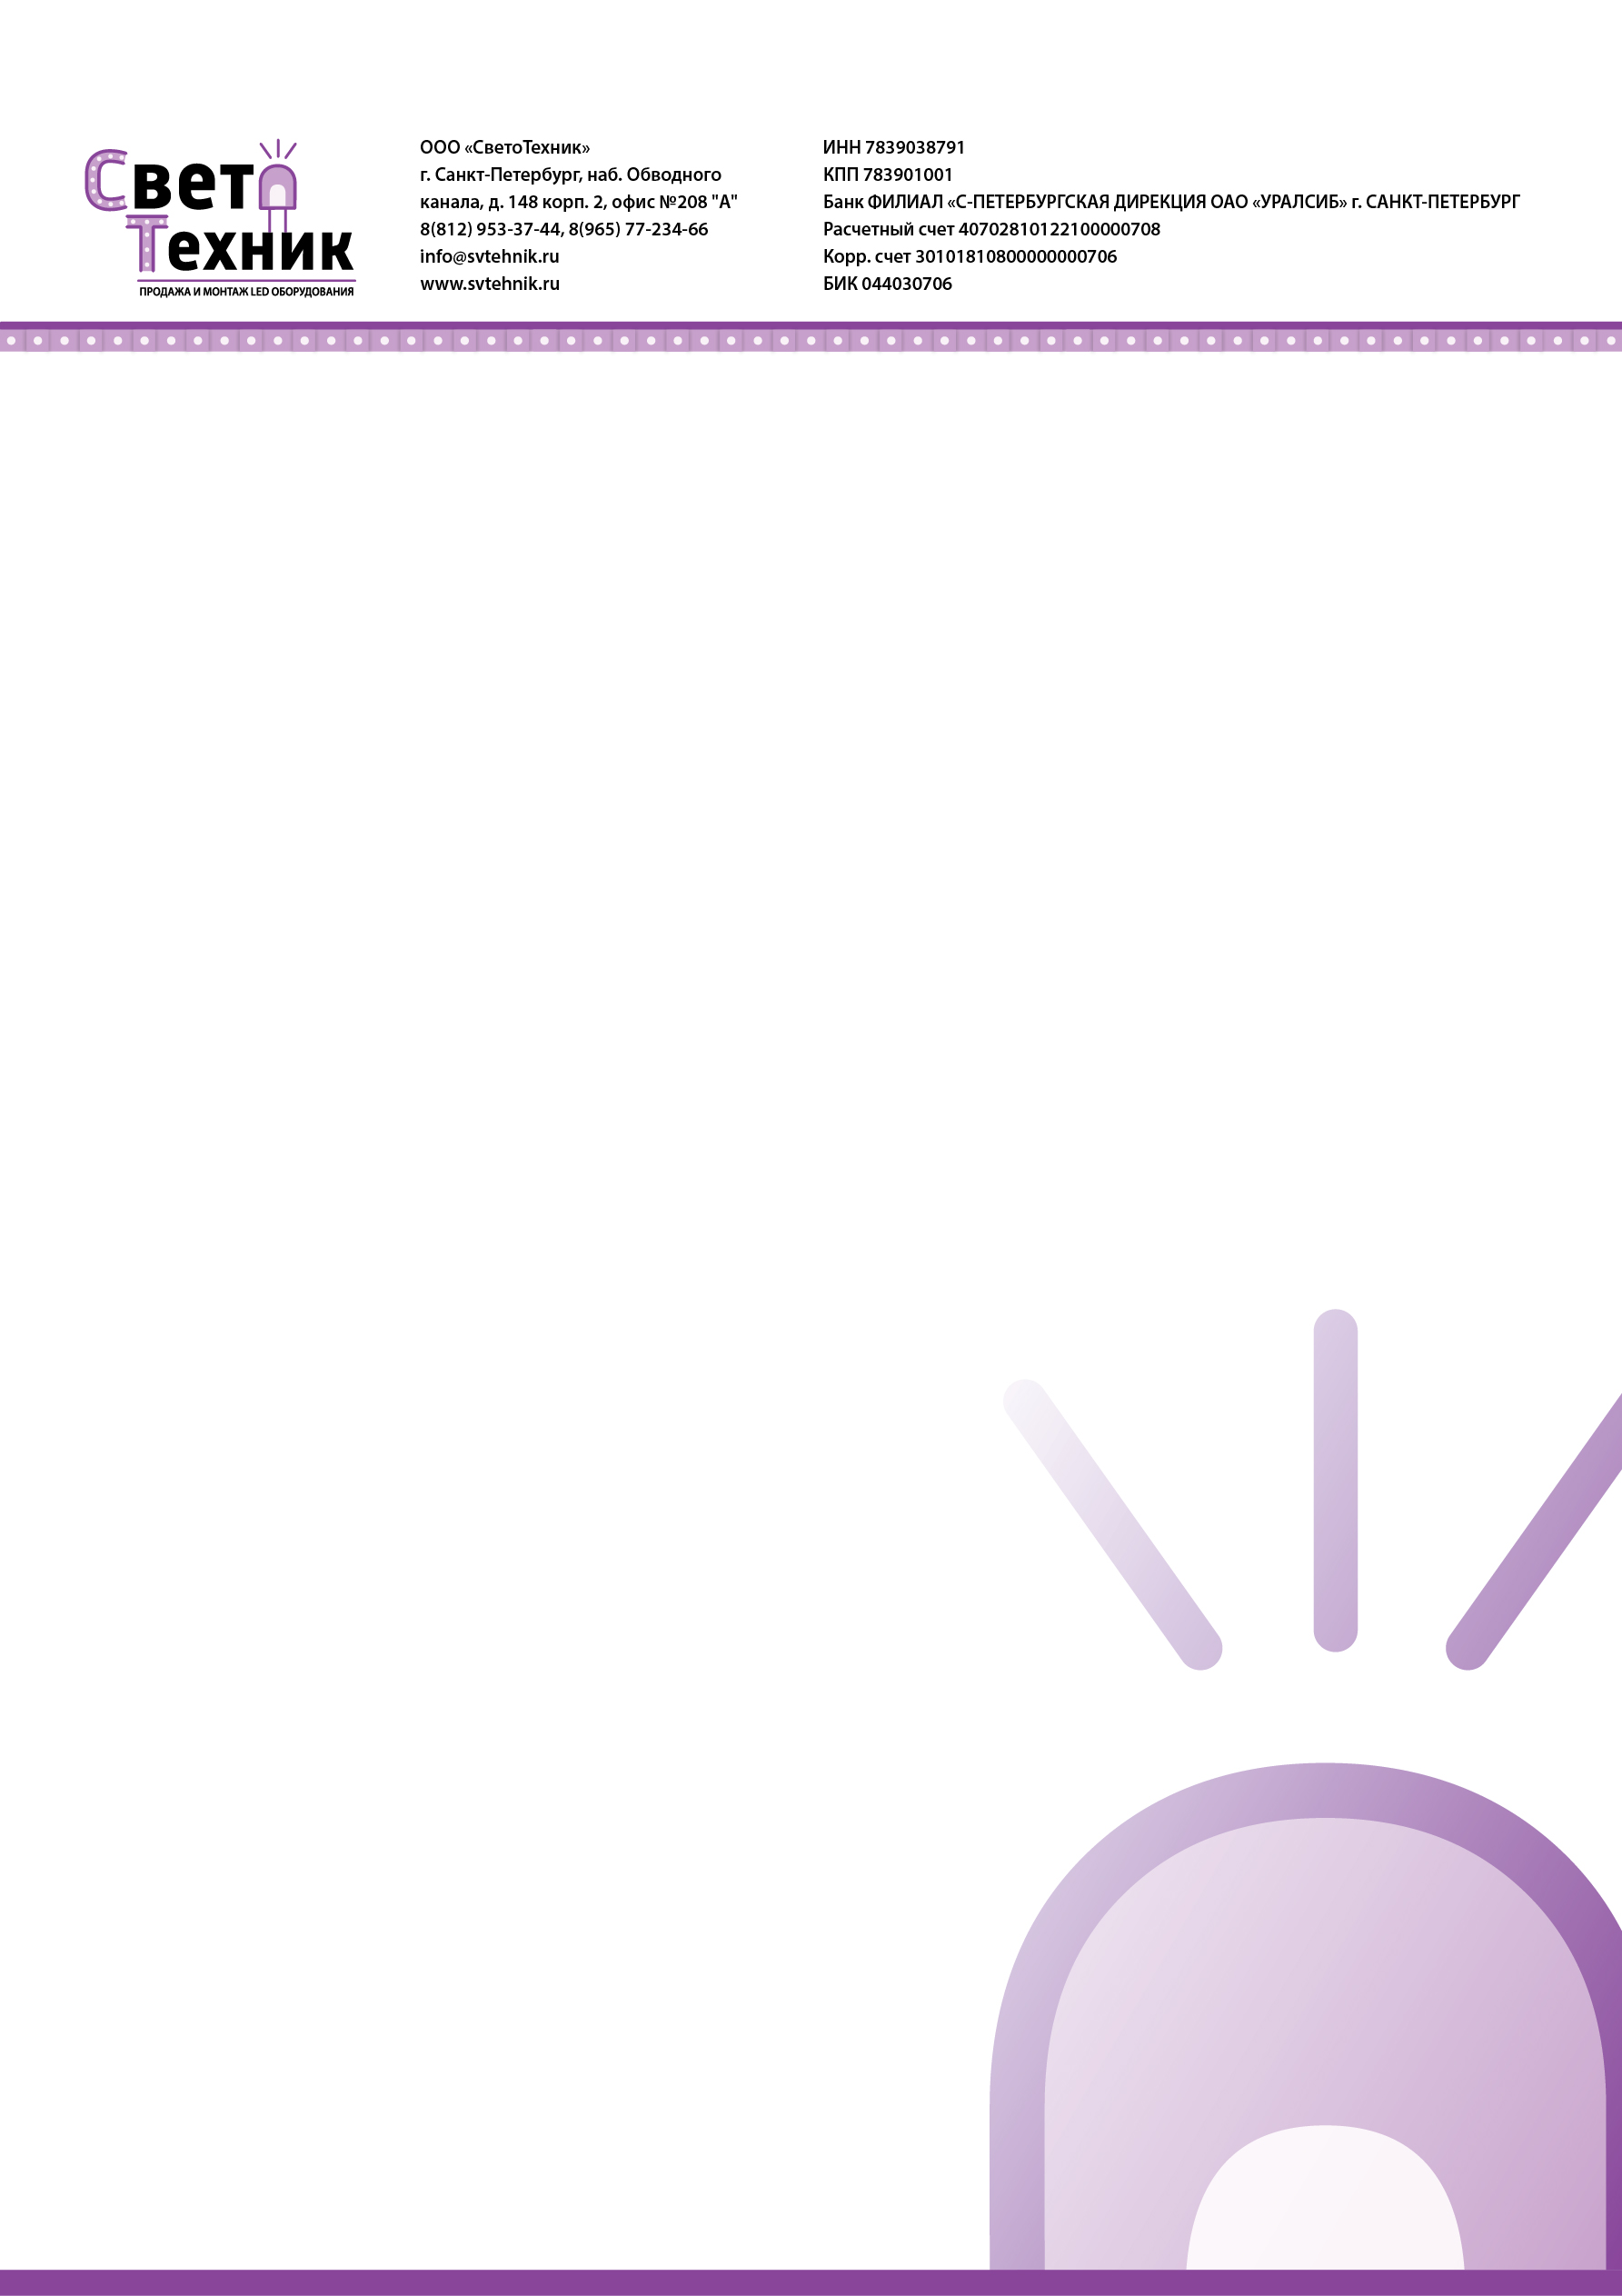 Свето
Техник
ПРОДАЖА И МОНТАЖ LED ОБОРУДОВАНИЯ
ООО «СветоТехник»
г. Санкт-Петербург, наб. Обводного
канала, д. 148 корп. 2, офис №208 "А"
8(812) 953-37-44, 8(965) 77-234-66
info@svtehnik.ru
www.svtehnik.ru
ИНН 7839038791
КПП 783901001
Банк ФИЛИАЛ «С-ПЕТЕРБУРГСКАЯ ДИРЕКЦИЯ ОАО «УРАЛСИБ» г. САНКТ-ПЕТЕРБУРГ
Расчетный счет 40702810122100000708
Корр. счет 30101810800000000706
БИК 044030706